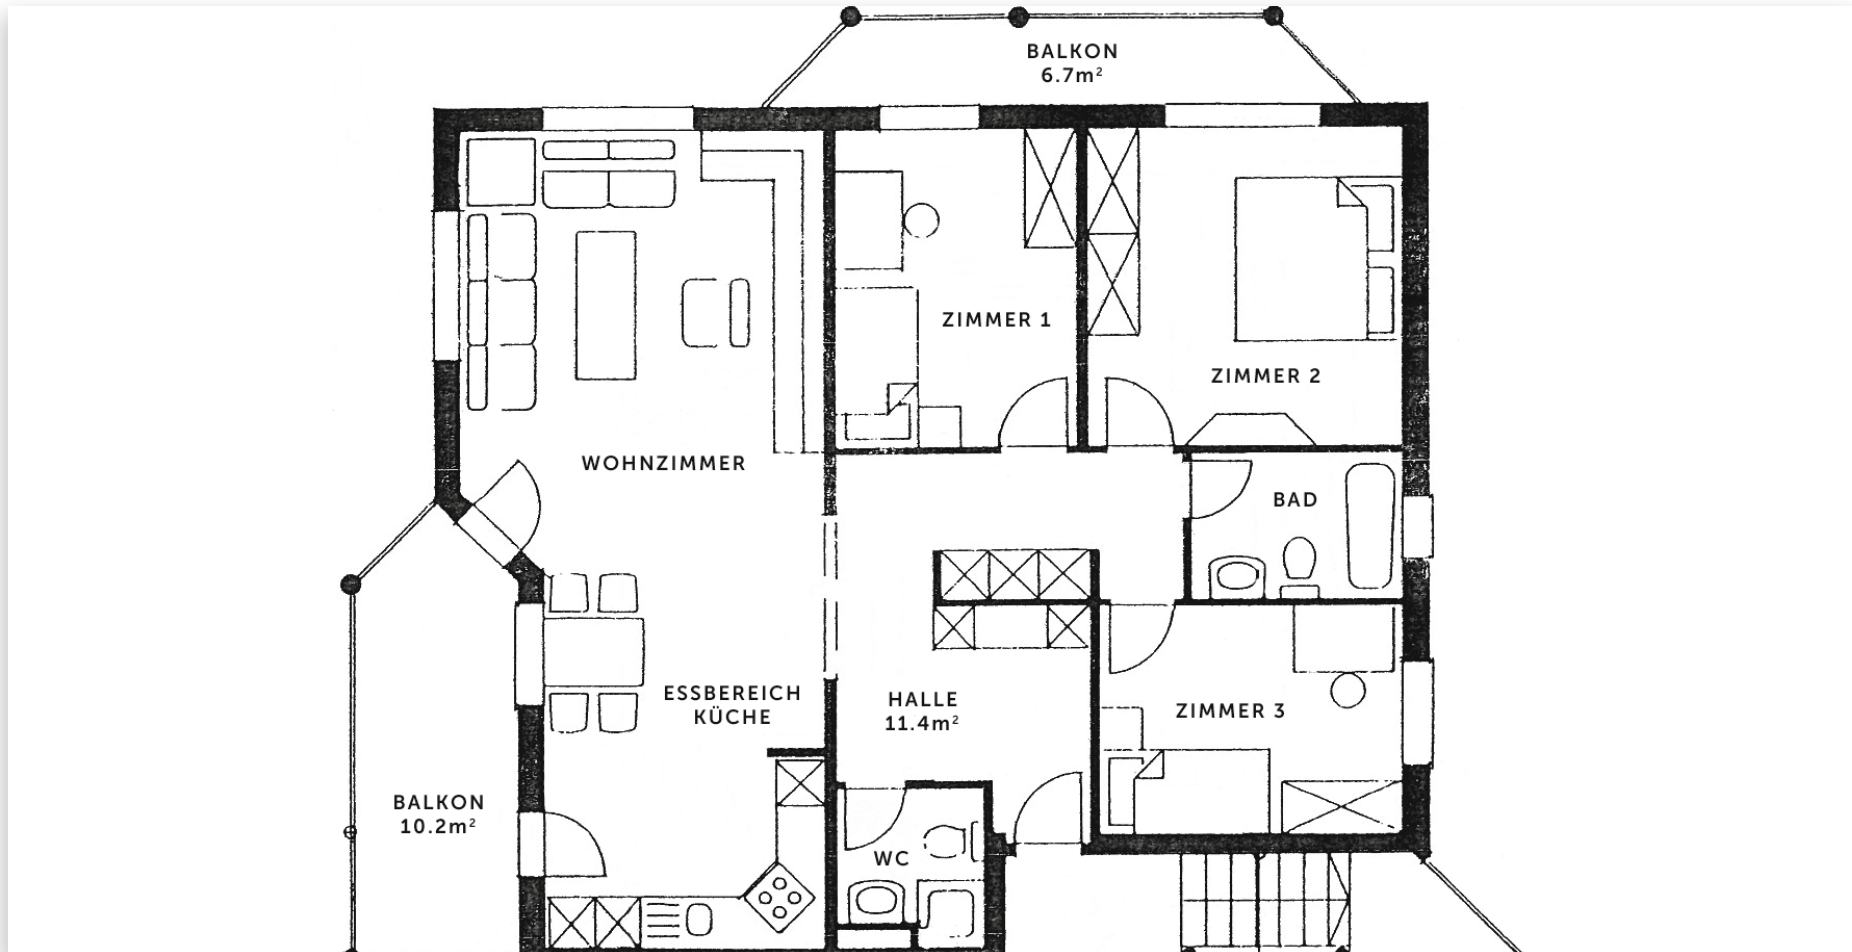 BALKON
6.7m²
ZIMMER 1
ZIMMER 2
WOHNZIMMER
BAD
ESSBEREICH
KÜCHE
HALLE
11.4m²
ZIMMER 3
BALKON
10.2m²
WC